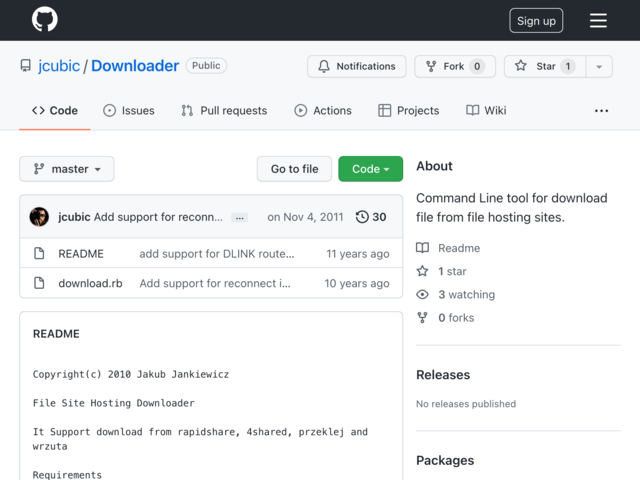 Sign up
jcubic / Downloader Public
Notifications Fork 0 Star 1
Code Issues Pull requests Actions Projects Wiki ...
master Go to file Code
jcubic Add support for reconn... ... on Nov 4, 2011 30
README add support for DLINK route... 11 years ago
download.rb Add support for reconnect i... 10 years ago
README
Copyright(c) 2010 Jakub Jankiewicz
File Site Hosting Downloader
It Support download from rapidshare, 4shared, przeklej and
wrzuta
Requirements
About
Command Line tool for download
file from file hosting sites.
Readme
1 star
3 watching
0 forks
Releases
No releases published
Packages